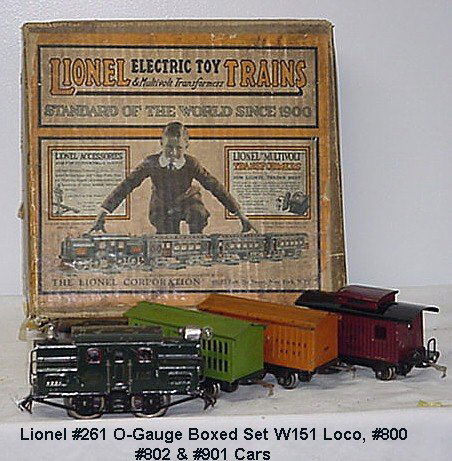 LIONEL ELECTRIC TOY TRAINS
& Multivolt Transformers
STANDARD OF THE WORLD SINCE 1900
LIONEL ACCESSORIES
LIONEL "MULTIVOLT"
TRANSFORMERS
THE LIONEL CORPORATION
Lionel #261 O-Gauge Boxed Set W151 Loco, #800
#802 & #901 Cars